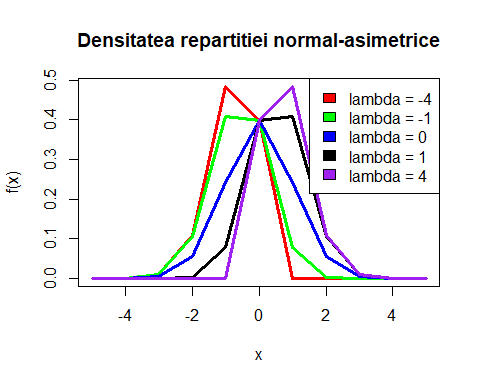 Densitatea repartitiei normal-asimetrice
lambda = -4
lambda = -1
lambda = 0
lambda = 1
lambda = 4
f(x)
0.5
0.4
0.3
0.2
0.1
0.0
-4 -2 0 2 4
x